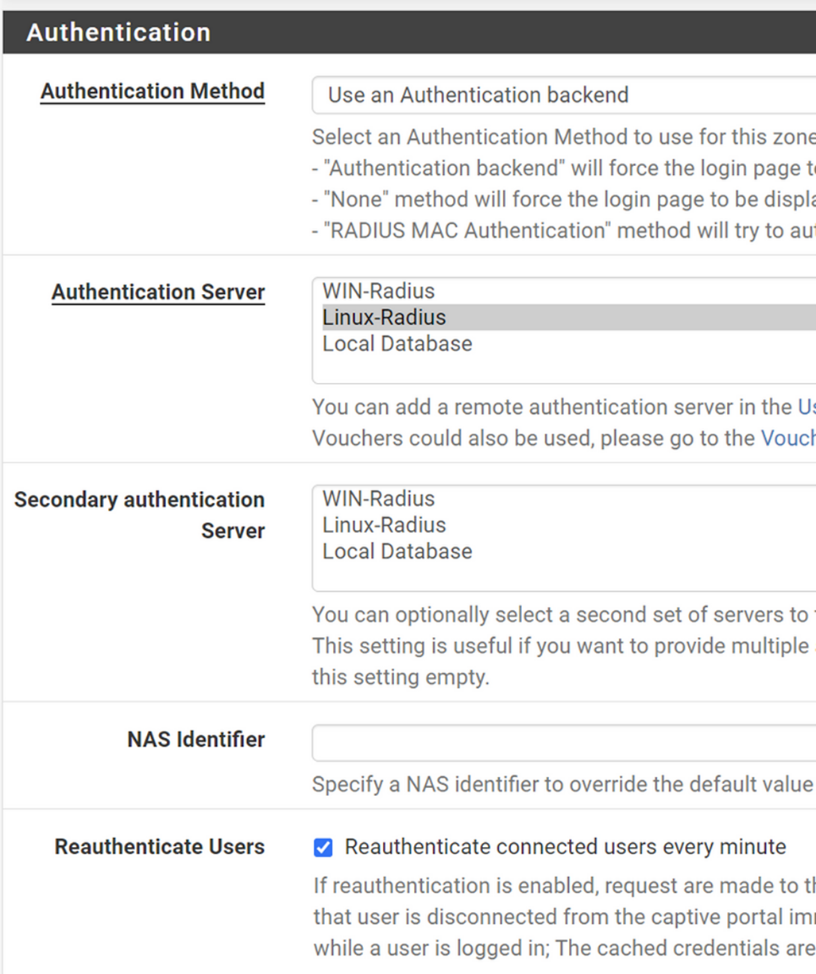 Authentication
Authentication Method
Use an Authentication backend
Select an Authentication Method to use for this zone
- "Authentication backend" will force the login page
- "None" method will force the login page to be
- "RADIUS MAC Authentication" method will try to
Authentication Server
WIN-Radius
Linux-Radius
Local Database
You can add a remote authentication server in the
Vouchers could also be used, please go to the
Secondary authentication
Server
WIN-Radius
Linux-Radius
Local Database
You can optionally select a second set of servers to
This setting is useful if you want to provide multiple
this setting empty.
NAS Identifier
Specify a NAS identifier to override the default value
Reauthenticate Users
Reauthenticate connected users every minute
If reauthentication is enabled, request are made to
that user is disconnected from the captive portal
while a user is logged in; The cached credentials are